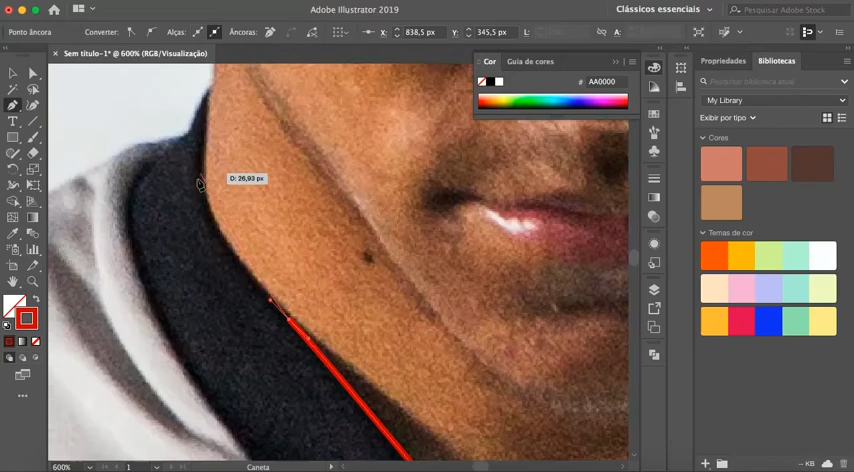 Adobe Illustrator 2019
Clássicos essenciais
Pesquisar Adobe Stock
Ponto âncora
Converter:
Alças:
Âncoras:
X: 838,5 px
Y: 345,5 px
L:
A:
Sem título-1* @ 600% (RGB/Visualização)
Cor
Guia de cores
# AA0000
Propriedades
Bibliotecas
Pesquisar biblioteca atual
My Library
Exibir por tipo
Cores
Temas de cor
D: 26,93 px
600%
1
Caneta
-- KB